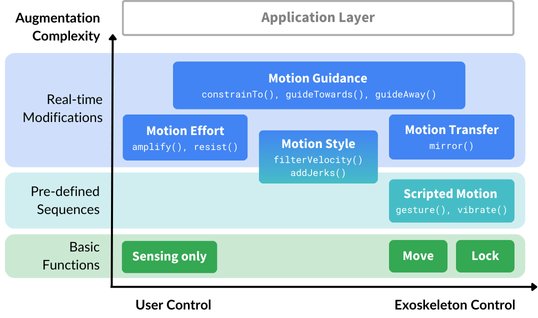 Augmentation
Complexity
Application Layer
Real-time
Modifications
Motion Guidance
constrainTo(), guideTowards(), guideAway()
Motion Effort
amplify(), resist()
Motion Style
filterVelocity()
addJerks()
Motion Transfer
mirror()
Pre-defined
Sequences
Scripted Motion
gesture(), vibrate()
Basic
Functions
Sensing only
Move
Lock
User Control
Exoskeleton Control